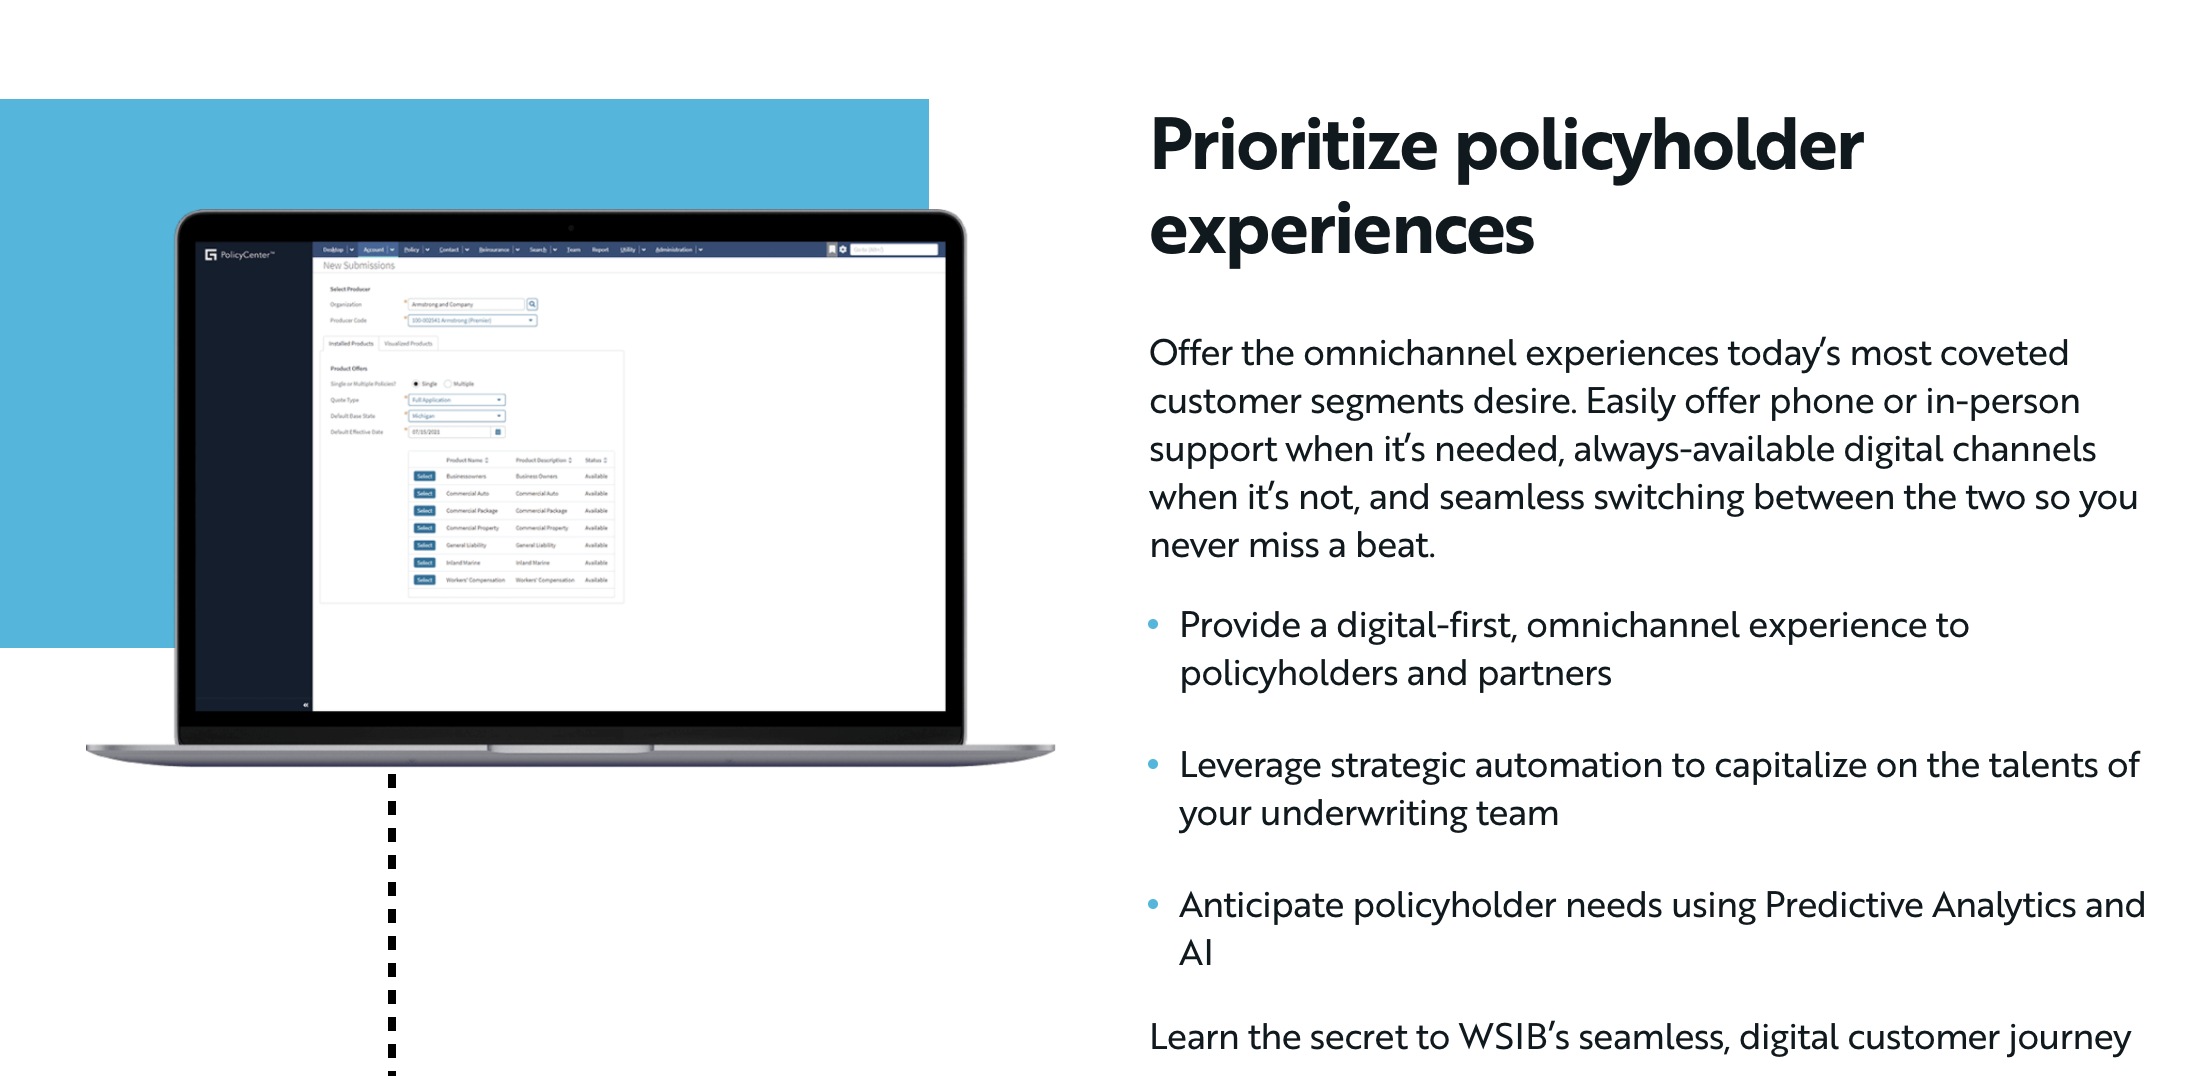 PolicyCenter™
Desktop Account Policy Contact Reinsurance Search Team Report Utility Administration
New Submissions
Select Producer
Organization * Armstrong and Company
Producer Code * 100-002541 Armstrong (Premier)
Installed Products Visualized Products
Product Offers
Single or Multiple Policies? Single Multiple
Quote Type * Full Application
Default Base State * Michigan
Default Effective Date * 07/15/2021
Product Name Product Description Status
Select Businessowners Business Owners Available
Select Commercial Auto Commercial Auto Available
Select Commercial Package Commercial Package Available
Select Commercial Property Commercial Property Available
Select General Liability General Liability Available
Select Inland Marine Inland Marine Available
Select Workers' Compensation Workers' Compensation Available
Prioritize policyholder
experiences
Offer the omnichannel experiences today's most coveted
customer segments desire. Easily offer phone or in-person
support when it's needed, always-available digital channels
when it's not, and seamless switching between the two so you
never miss a beat.
• Provide a digital-first, omnichannel experience to
policyholders and partners
• Leverage strategic automation to capitalize on the talents of
your underwriting team
• Anticipate policyholder needs using Predictive Analytics and
AI
Learn the secret to WSIB's seamless, digital customer journey